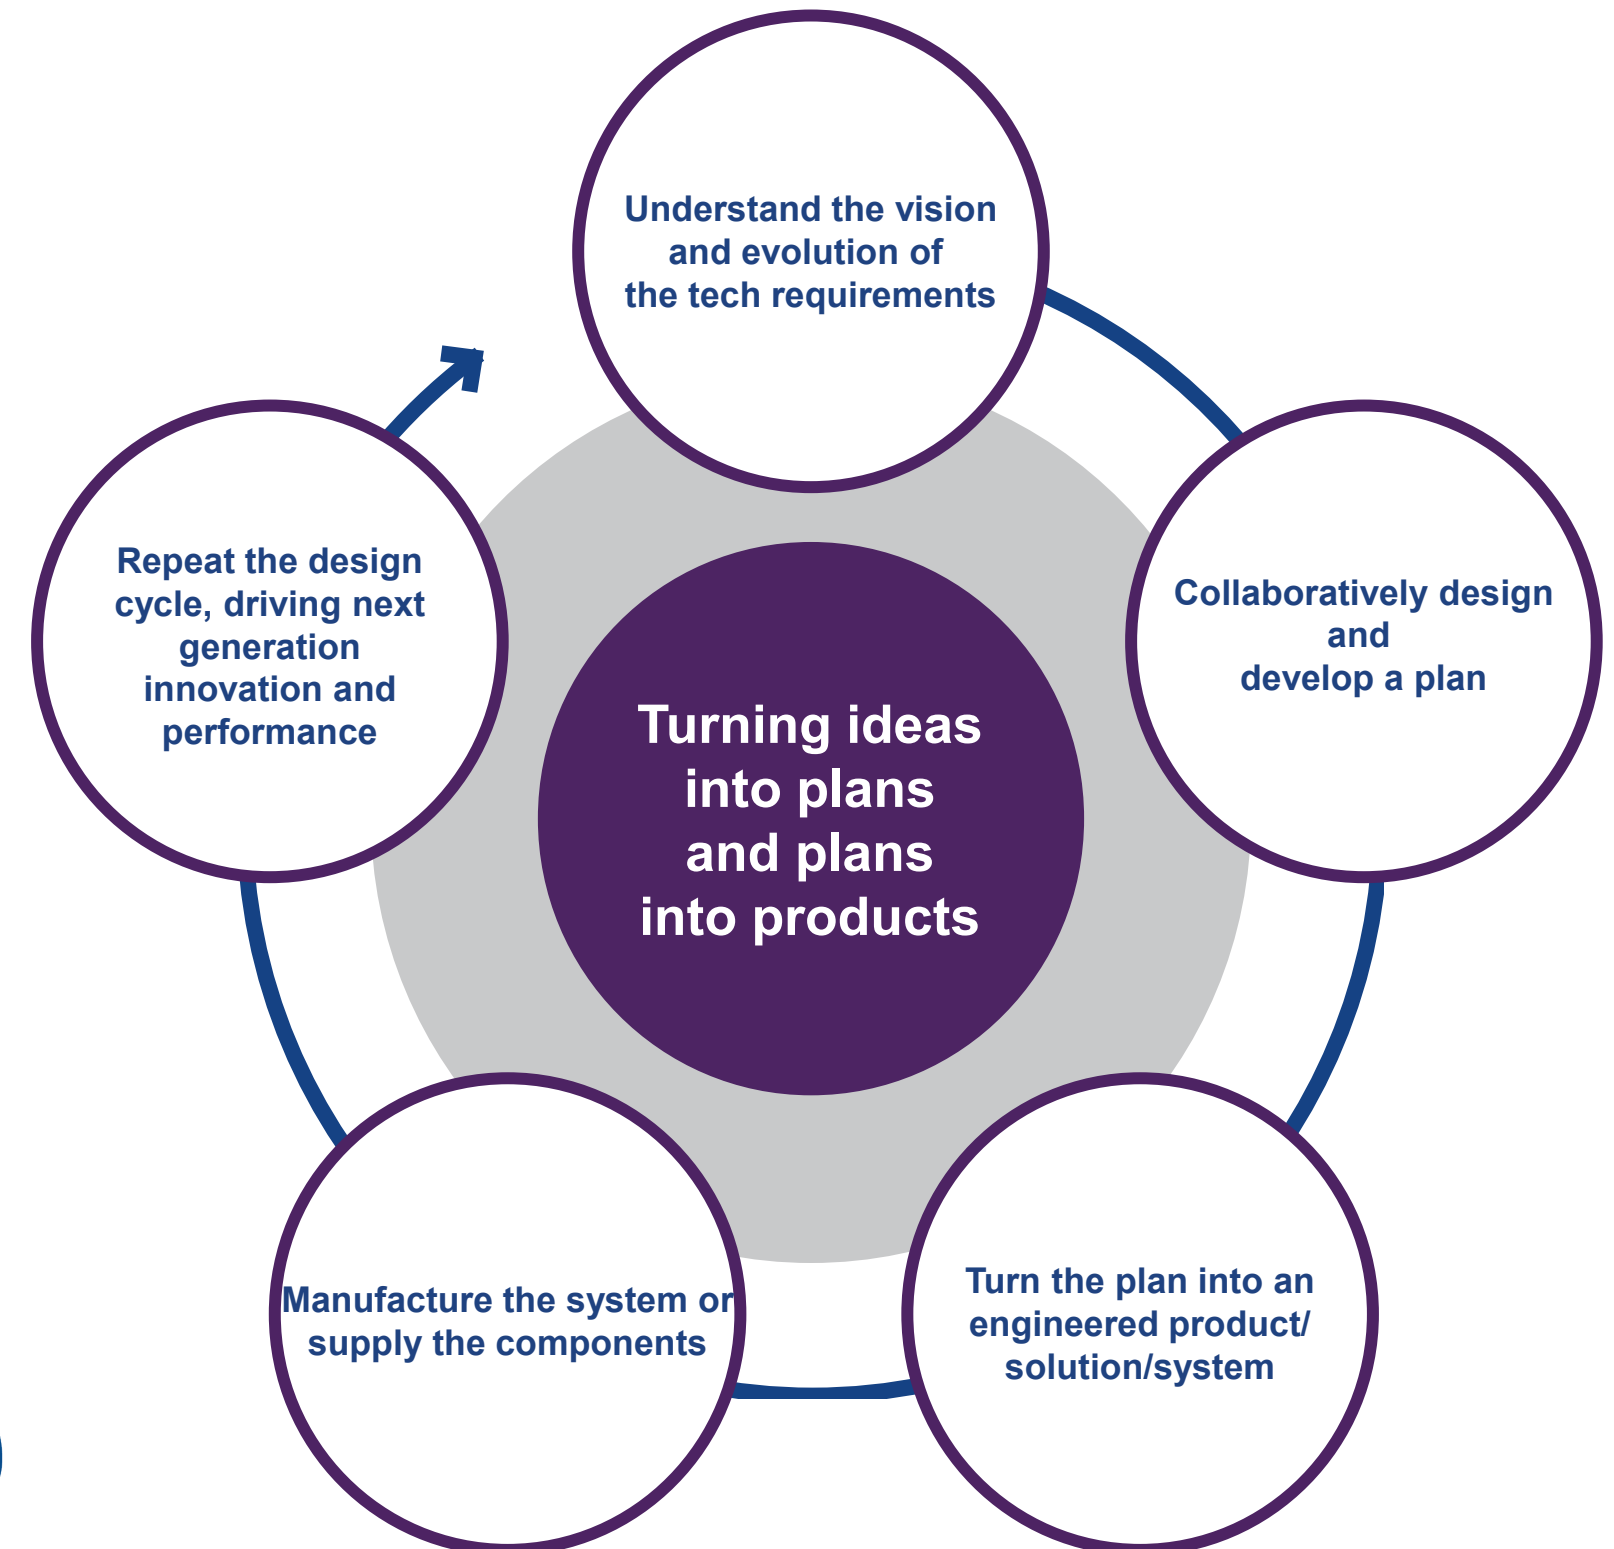 Understand the vision
and evolution of
the tech requirements
Collaboratively design
and
develop a plan
Turn the plan into an
engineered product/
solution/system
Manufacture the system or
supply the components
Repeat the design
cycle, driving next
generation
innovation and
performance
Turning ideas
into plans
and plans
into products